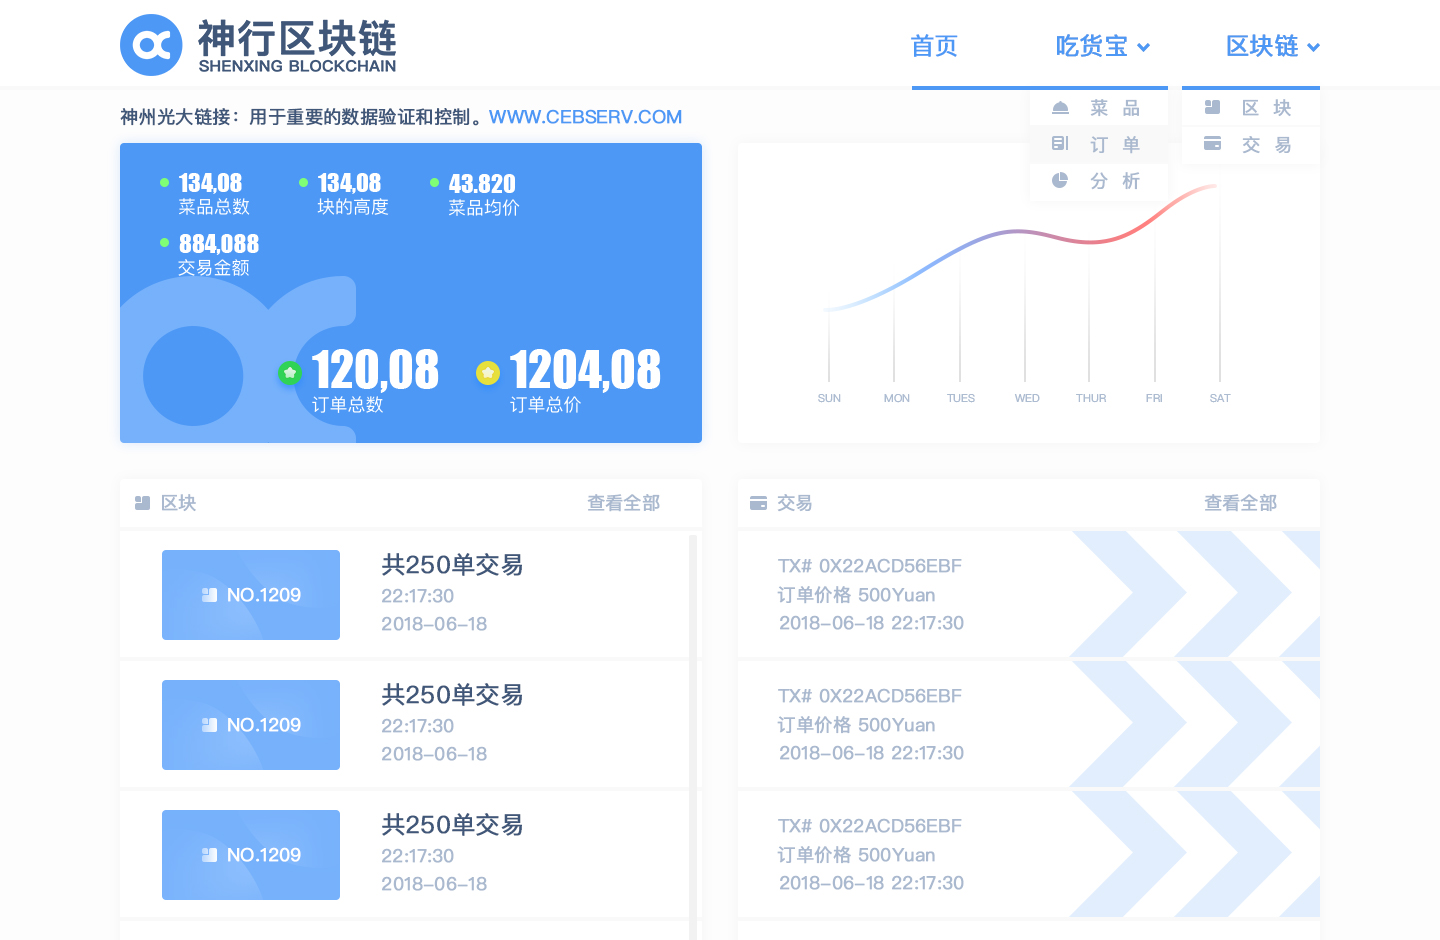 神行区块链
SHENXING BLOCKCHAIN
首页
吃货宝
区块链
菜 品
订 单
分 析
区 块
交 易
神州光大链接：用于重要的数据验证和控制。WWW.CEBSERV.COM
134,08
菜品总数
134,08
块的高度
43.820
菜品均价
884,088
交易金额
120,08
订单总数
1204,08
订单总价
SUN MON TUES WED THUR FRI SAT
区块
查看全部
NO.1209
共250单交易
22:17:30
2018-06-18
NO.1209
共250单交易
22:17:30
2018-06-18
NO.1209
共250单交易
22:17:30
2018-06-18
交易
查看全部
TX# 0X22ACD56EBF
订单价格 500Yuan
2018-06-18 22:17:30
TX# 0X22ACD56EBF
订单价格 500Yuan
2018-06-18 22:17:30
TX# 0X22ACD56EBF
订单价格 500Yuan
2018-06-18 22:17:30